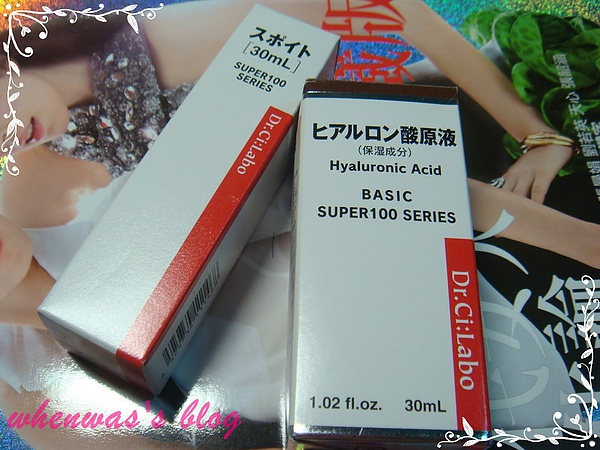 スポイト
[30mL]
SUPER100
SERIES
Dr.Ci:Labo
ヒアルロン酸原液
(保湿成分)
Hyaluronic Acid
BASIC
SUPER100 SERIES
Dr.Ci:Labo
1.02 fl.oz. 30mL
whenwas's blog